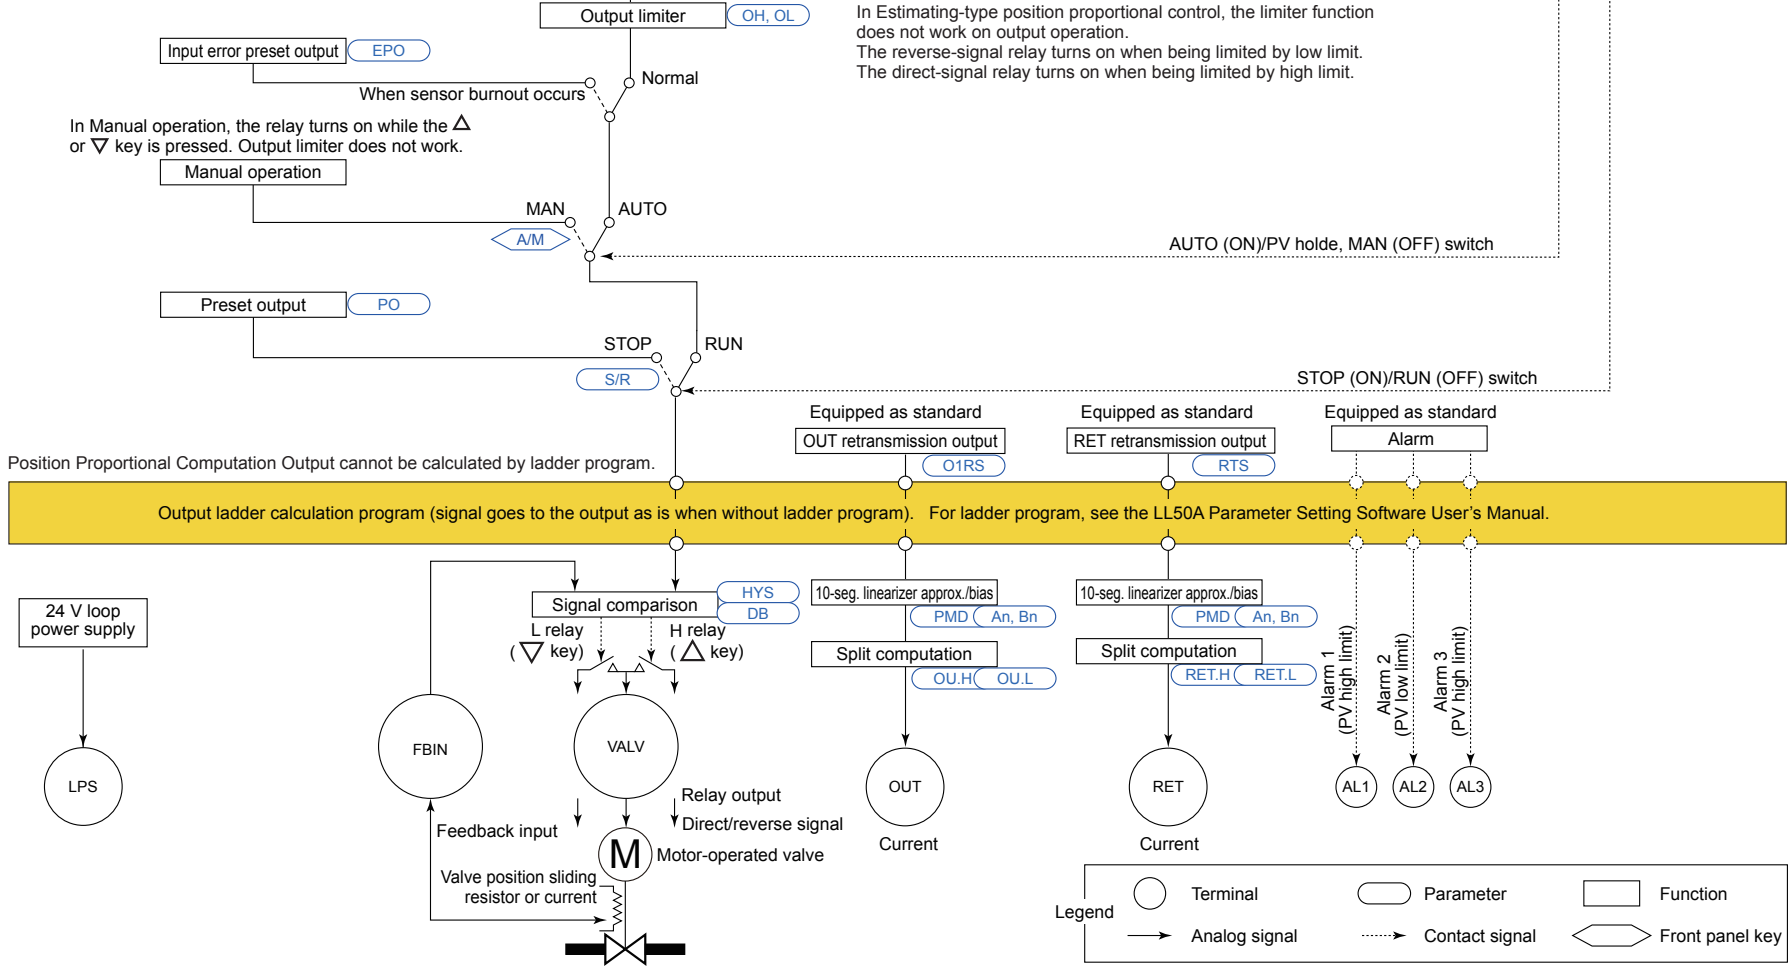 Output limiter
OH, OL
In Estimating-type position proportional control, the limiter function
does not work on output operation.
The reverse-signal relay turns on when being limited by low limit.
The direct-signal relay turns on when being limited by high limit.
Input error preset output
EPO
Normal
When sensor burnout occurs
In Manual operation, the relay turns on while the △
or ▽ key is pressed. Output limiter does not work.
Manual operation
MAN
AUTO
A/M
AUTO (ON)/PV holde, MAN (OFF) switch
Preset output
PO
STOP
RUN
S/R
STOP (ON)/RUN (OFF) switch
Equipped as standard
OUT retransmission output
O1RS
Equipped as standard
RET retransmission output
RTS
Equipped as standard
Alarm
Position Proportional Computation Output cannot be calculated by ladder program.
Output ladder calculation program (signal goes to the output as is when without ladder program). For ladder program, see the LL50A Parameter Setting Software User's Manual.
24 V loop
power supply
LPS
Signal comparison
HYS
DB
L relay
(▽ key)
H relay
(△ key)
FBIN
VALV
Relay output
Direct/reverse signal
Feedback input
M
Motor-operated valve
Valve position sliding
resistor or current
10-seg. linearizer approx./bias
PMD
An, Bn
Split computation
OU.H
OU.L
OUT
Current
10-seg. linearizer approx./bias
PMD
An, Bn
Split computation
RET.H
RET.L
RET
Current
Alarm 1
(PV high limit)
Alarm 2
(PV low limit)
Alarm 3
(PV high limit)
AL1
AL2
AL3
Legend
Terminal
Parameter
Function
Analog signal
Contact signal
Front panel key